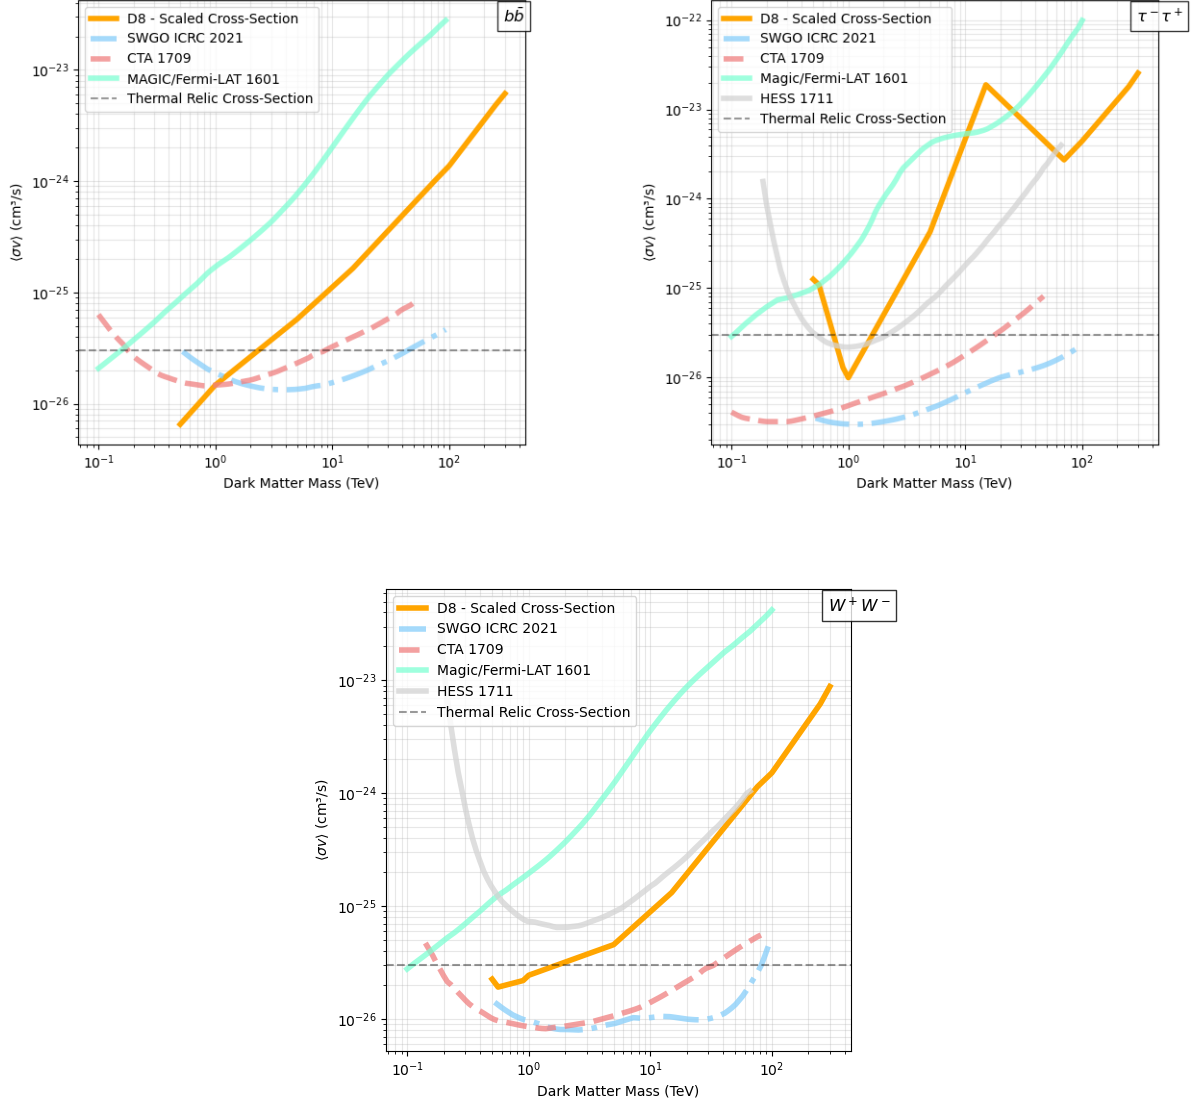 D8 - Scaled Cross-Section
SWGO ICRC 2021
CTA 1709
MAGIC/Fermi-LAT 1601
Thermal Relic Cross-Section
bb̄
10⁻²³
10⁻²⁴
10⁻²⁵
10⁻²⁶
⟨σv⟩ (cm³/s)
10⁻¹ 10⁰ 10¹ 10²
Dark Matter Mass (TeV)
D8 - Scaled Cross-Section
SWGO ICRC 2021
CTA 1709
Magic/Fermi-LAT 1601
HESS 1711
Thermal Relic Cross-Section
τ⁻τ⁺
10⁻²²
10⁻²³
10⁻²⁴
10⁻²⁵
10⁻²⁶
⟨σv⟩ (cm³/s)
10⁻¹ 10⁰ 10¹ 10²
Dark Matter Mass (TeV)
D8 - Scaled Cross-Section
SWGO ICRC 2021
CTA 1709
Magic/Fermi-LAT 1601
HESS 1711
Thermal Relic Cross-Section
W⁺W⁻
10⁻²³
10⁻²⁴
10⁻²⁵
10⁻²⁶
⟨σv⟩ (cm³/s)
10⁻¹ 10⁰ 10¹ 10²
Dark Matter Mass (TeV)